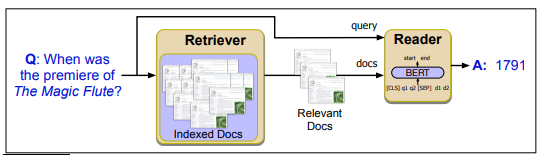 Q: When was
the premiere of
The Magic Flute?
Retriever
Indexed Docs
query
docs
Relevant
Docs
Reader
start end
BERT
[CLS] q1 q2 [SEP] d1 d2
A: 1791